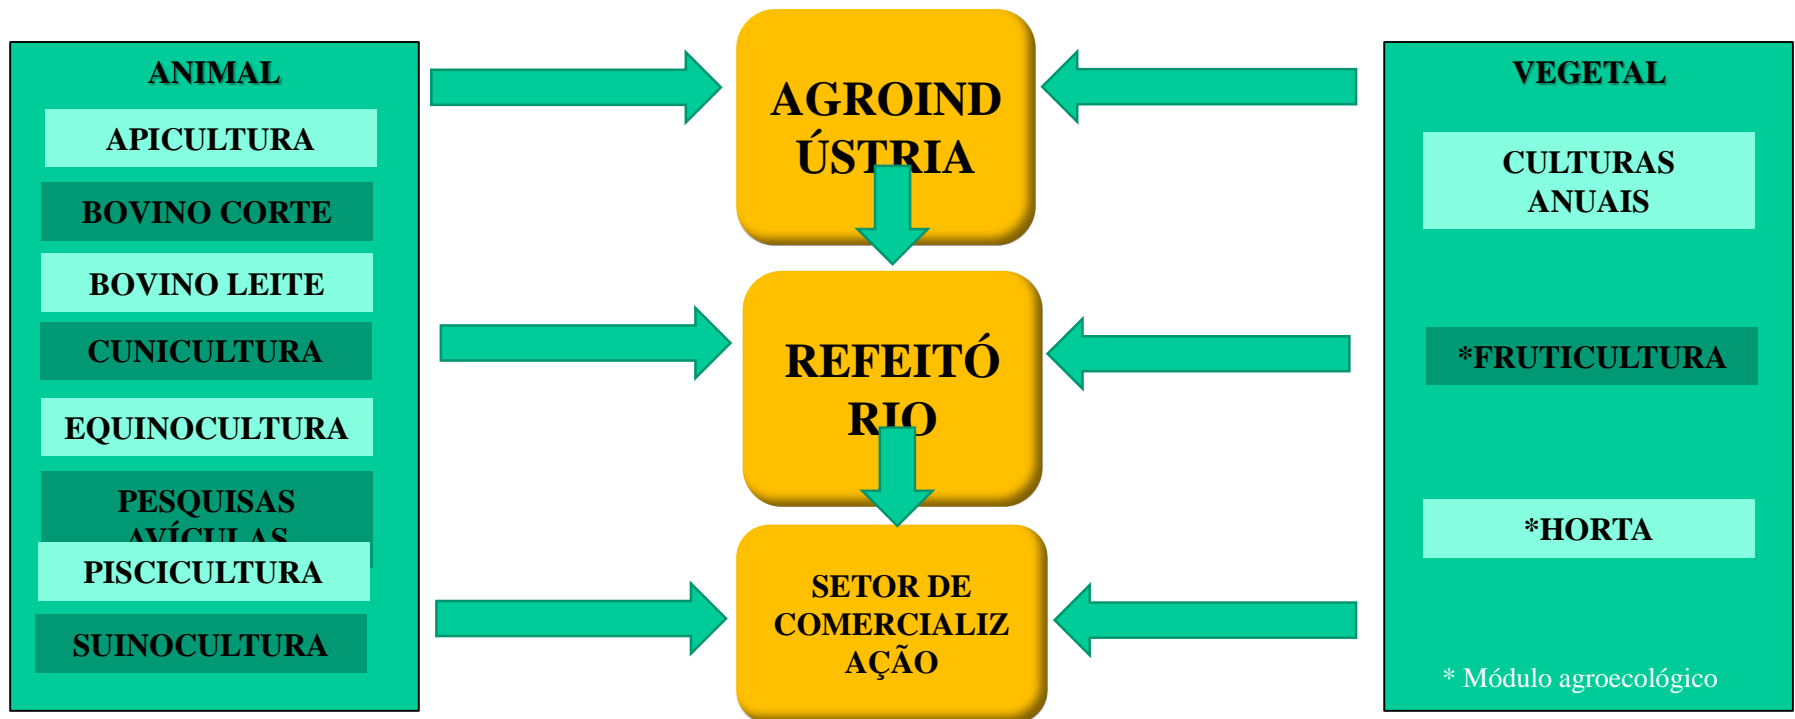 ANIMAL
APICULTURA
BOVINO CORTE
BOVINO LEITE
CUNICULTURA
EQUINOCULTURA
PESQUISAS
AVÍCULAS
PISCICULTURA
SUINOCULTURA
AGROIND
ÚSTRIA
REFEITÓ
RIO
SETOR DE
COMERCIALIZ
AÇÃO
VEGETAL
CULTURAS
ANUAIS
*FRUTICULTURA
*HORTA
* Módulo agroecológico